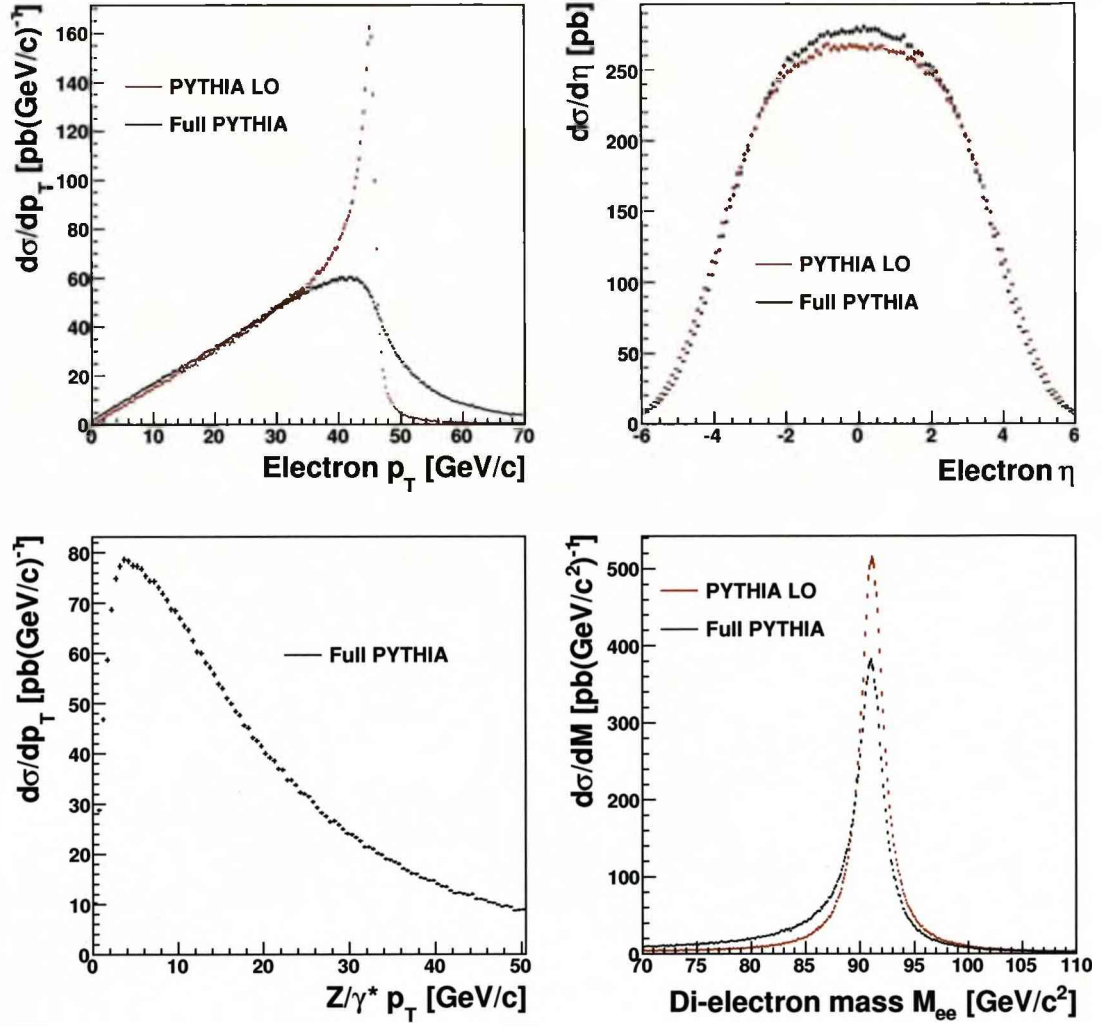 dσ/dp_T [pb(GeV/c)^-1]
160
140
120
100
80
60
40
20
0
PYTHIA LO
Full PYTHIA
0 10 20 30 40 50 60 70
Electron p_T [GeV/c]
dσ/dη [pb]
250
200
150
100
50
0
PYTHIA LO
Full PYTHIA
-6 -4 -2 0 2 4 6
Electron η
dσ/dp_T [pb(GeV/c)^-1]
80
70
60
50
40
30
20
10
0
Full PYTHIA
0 10 20 30 40 50
Z/γ* p_T [GeV/c]
dσ/dM [pb(GeV/c²)^-1]
500
400
300
200
100
0
PYTHIA LO
Full PYTHIA
70 75 80 85 90 95 100 105 110
Di-electron mass M_ee [GeV/c²]